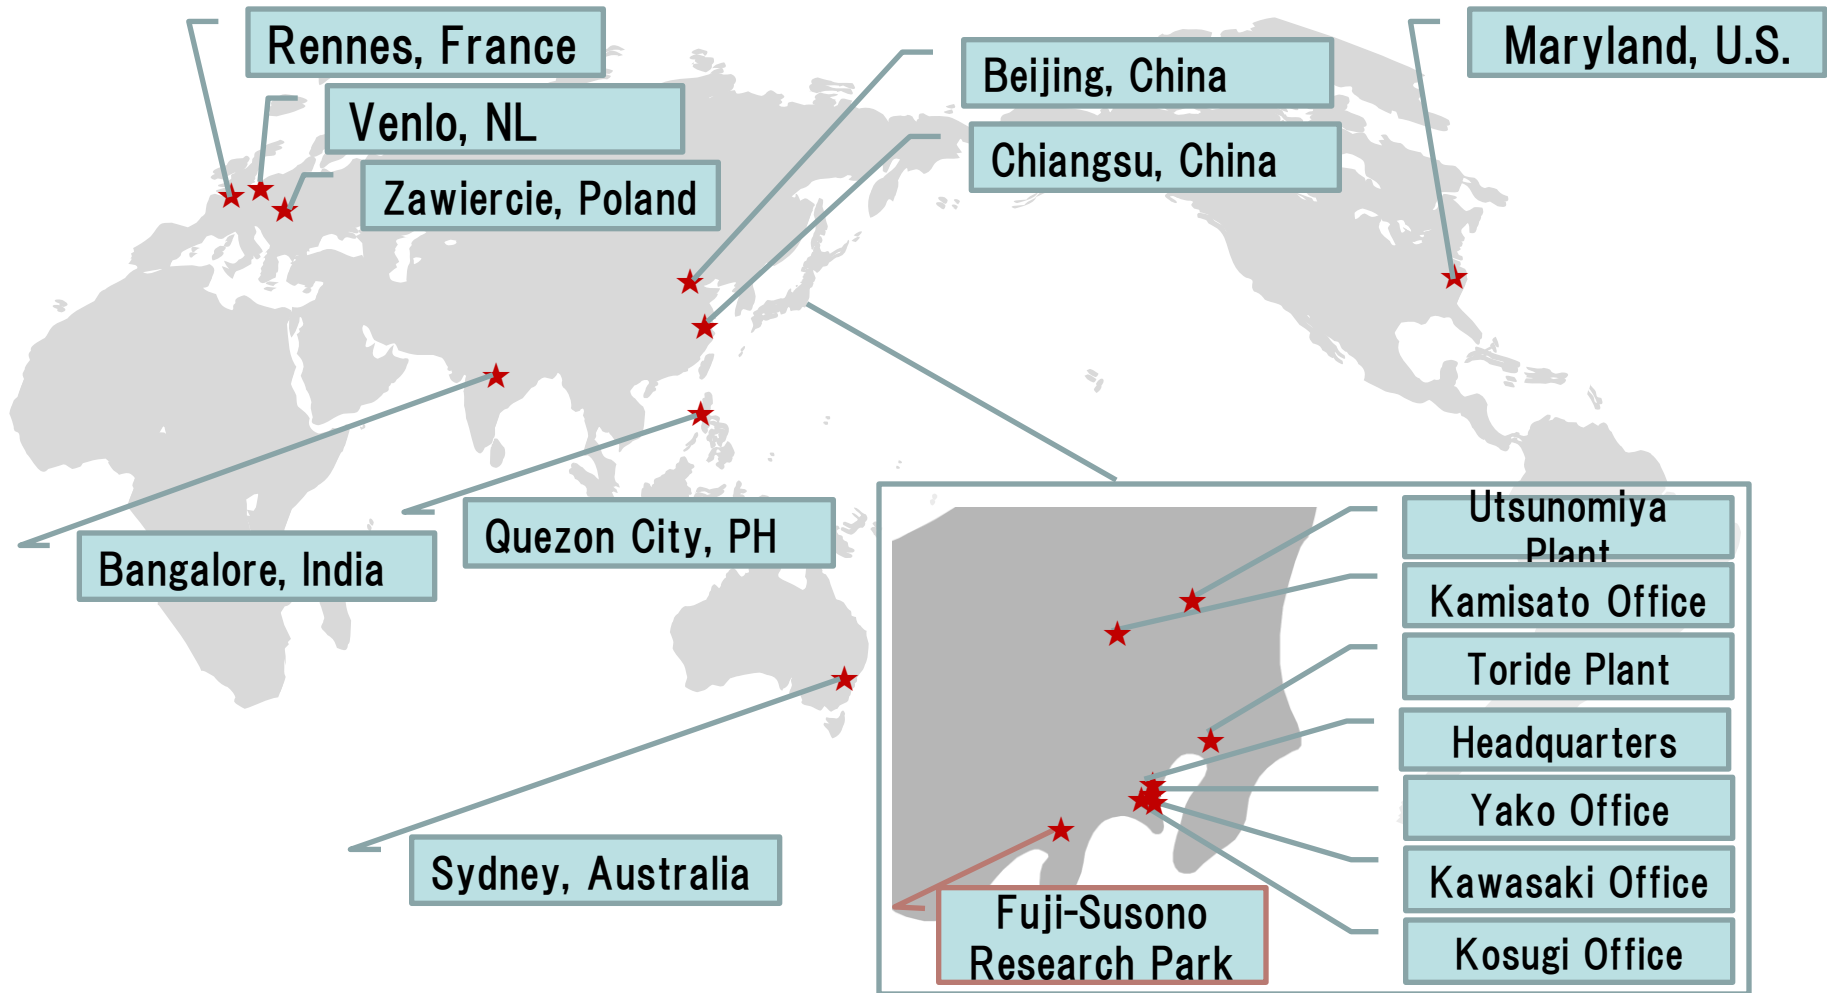 Rennes, France
Venlo, NL
Zawiercie, Poland
Beijing, China
Chiangsu, China
Maryland, U.S.
Bangalore, India
Quezon City, PH
Sydney, Australia
Utsunomiya
Plant
Kamisato Office
Toride Plant
Headquarters
Yako Office
Kawasaki Office
Kosugi Office
Fuji-Susono
Research Park